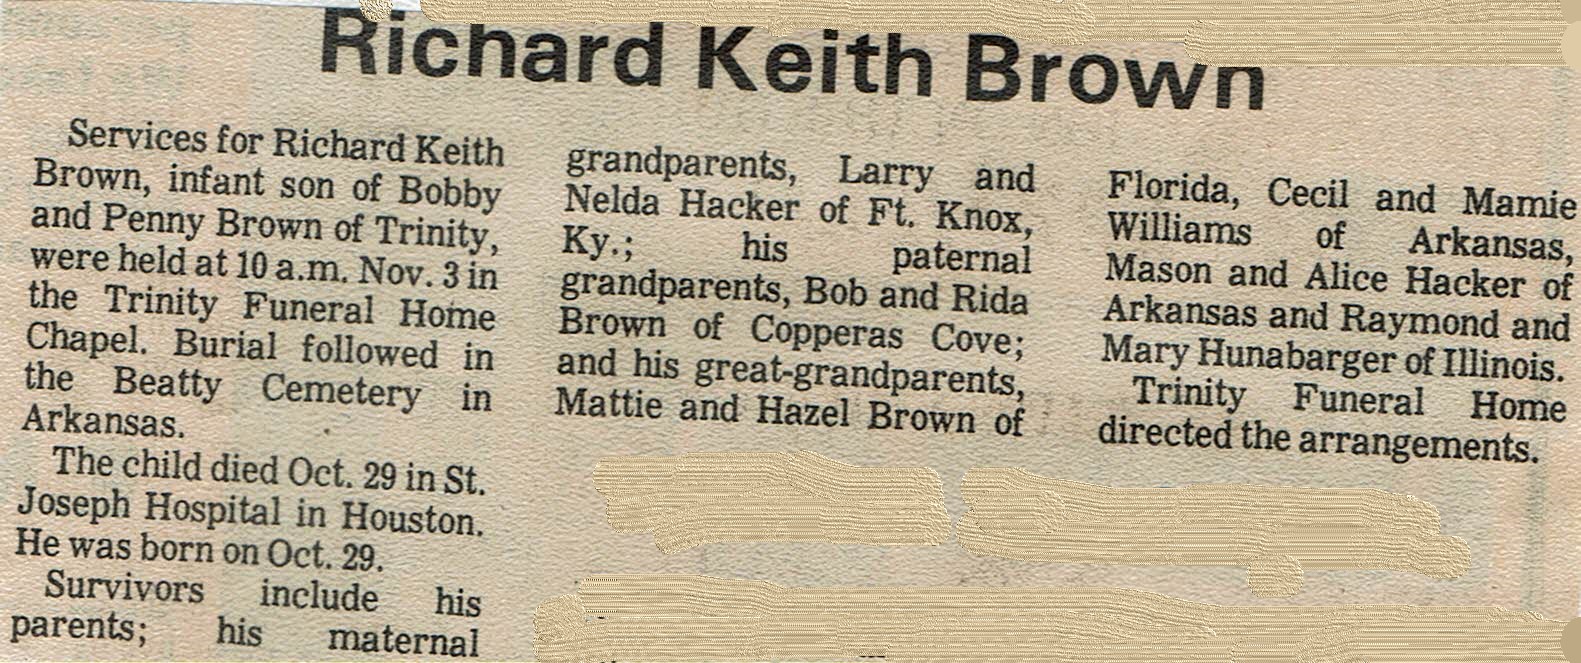 Richard Keith Brown
Services for Richard Keith
Brown, infant son of Bobby
and Penny Brown of Trinity,
were held at 10 a.m. Nov. 3 in
the Trinity Funeral Home
Chapel. Burial followed in
the Beatty Cemetery in
Arkansas.
The child died Oct. 29 in St.
Joseph Hospital in Houston.
He was born on Oct. 29.
Survivors include his
parents; his maternal
grandparents, Larry and
Nelda Hacker of Ft. Knox,
Ky.; his paternal
grandparents, Bob and Rida
Brown of Copperas Cove;
and his great-grandparents,
Mattie and Hazel Brown of
Florida, Cecil and Mamie
Williams of Arkansas,
Mason and Alice Hacker of
Arkansas and Raymond and
Mary Hunabarger of Illinois.
Trinity Funeral Home
directed the arrangements.